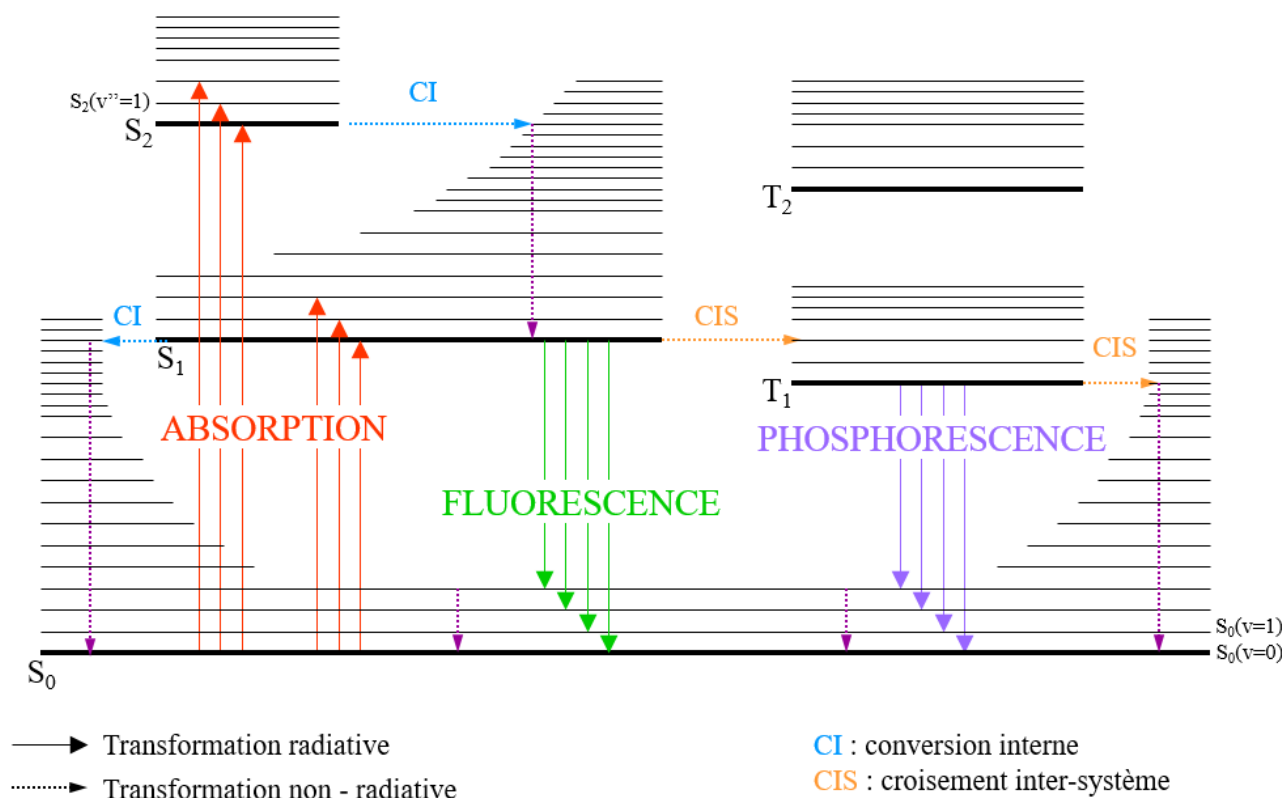 S₂(v’’=1)
CI
S₂
T₂
CI
CIS
CIS
S₁
T₁
ABSORPTION
PHOSPHORESCENCE
FLUORESCENCE
S₀(v=1)
S₀(v=0)
S₀
Transformation radiative
CI : conversion interne
Transformation non - radiative
CIS : croisement inter-système